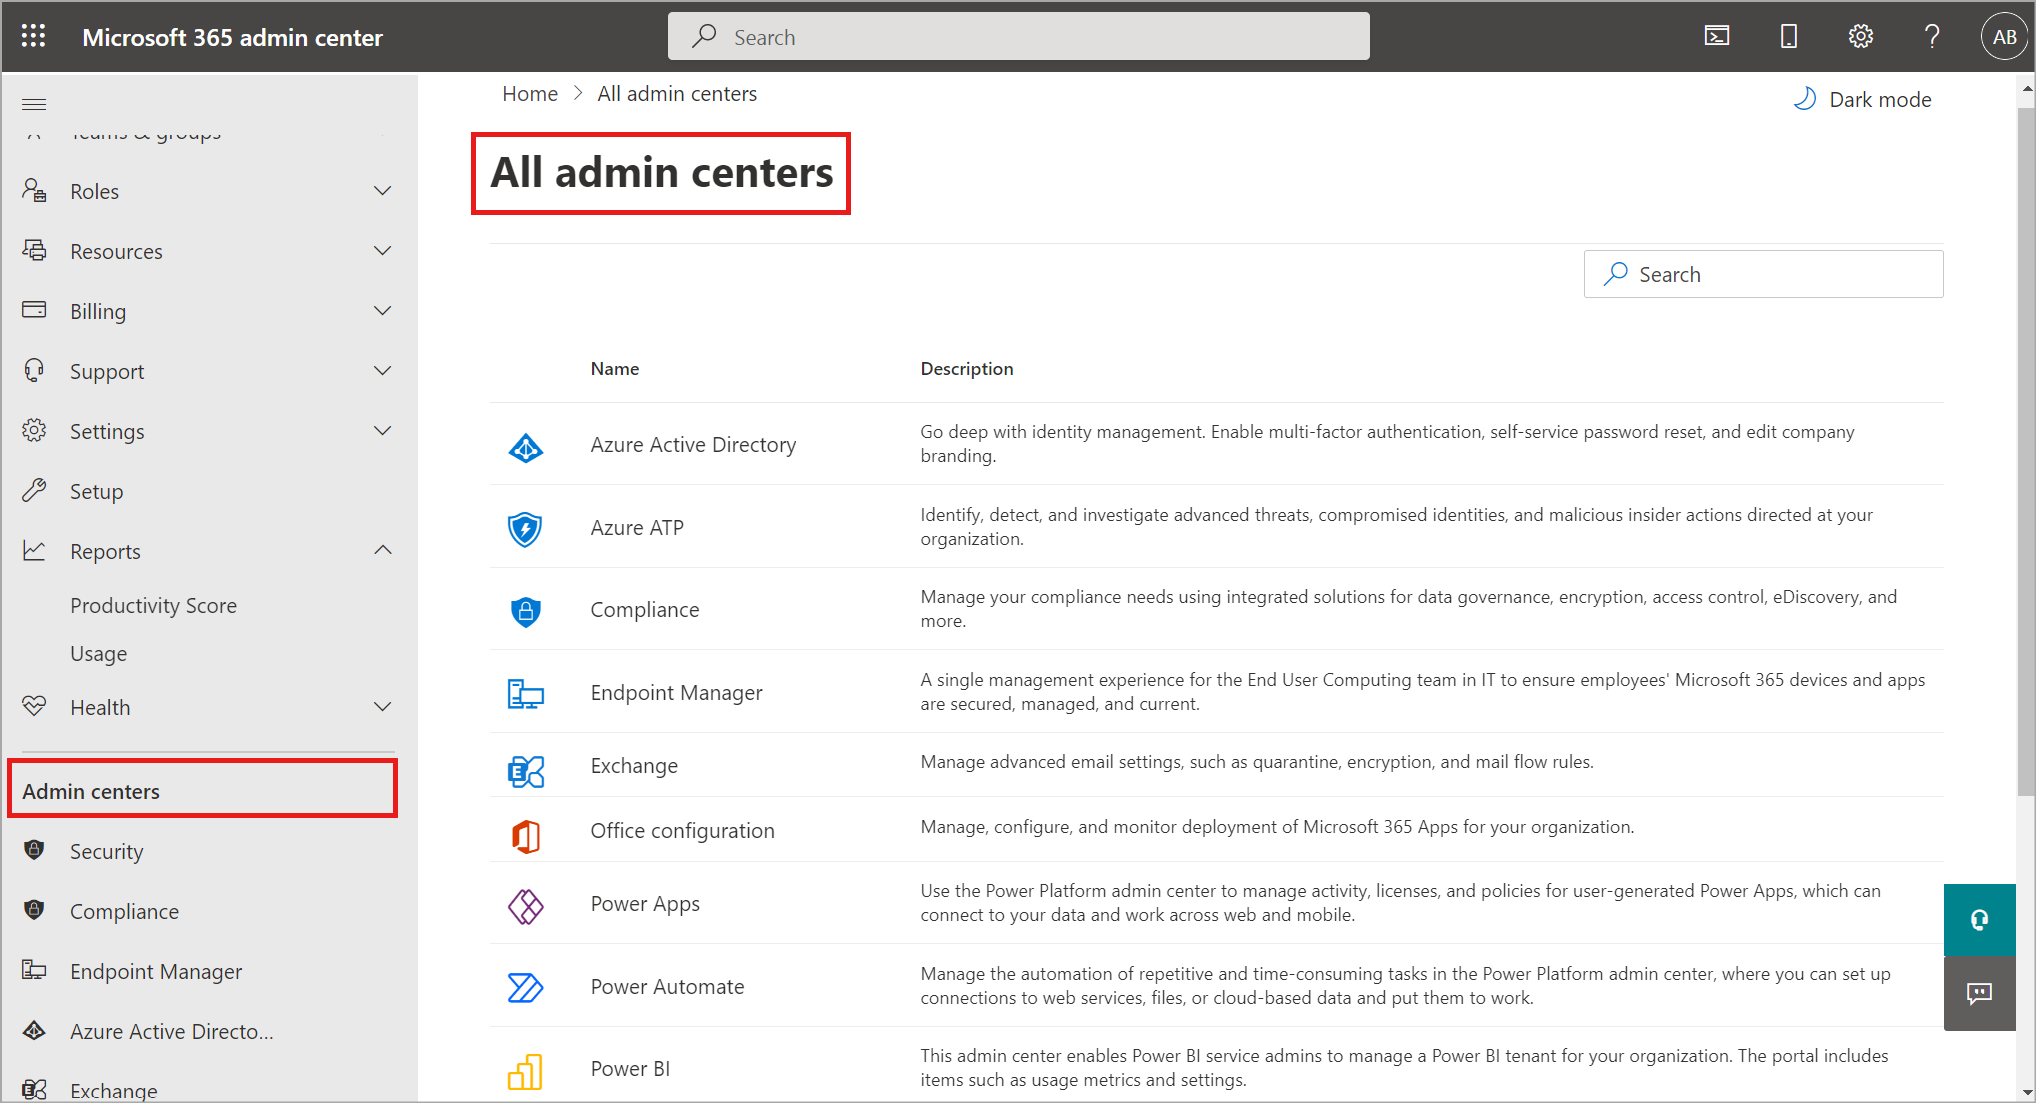 Microsoft 365 admin center
Search
AB
Home > All admin centers
Dark mode
Teams & groups
Roles
Resources
Billing
Support
Settings
Setup
Reports
Productivity Score
Usage
Health
Admin centers
Security
Compliance
Endpoint Manager
Azure Active Directo...
Exchange
All admin centers
Search
Name Description
Azure Active Directory
Go deep with identity management. Enable multi-factor authentication, self-service password reset, and edit company
branding.
Azure ATP
Identify, detect, and investigate advanced threats, compromised identities, and malicious insider actions directed at your
organization.
Compliance
Manage your compliance needs using integrated solutions for data governance, encryption, access control, eDiscovery, and
more.
Endpoint Manager
A single management experience for the End User Computing team in IT to ensure employees' Microsoft 365 devices and apps
are secured, managed, and current.
Exchange
Manage advanced email settings, such as quarantine, encryption, and mail flow rules.
Office configuration
Manage, configure, and monitor deployment of Microsoft 365 Apps for your organization.
Power Apps
Use the Power Platform admin center to manage activity, licenses, and policies for user-generated Power Apps, which can
connect to your data and work across web and mobile.
Power Automate
Manage the automation of repetitive and time-consuming tasks in the Power Platform admin center, where you can set up
connections to web services, files, or cloud-based data and put them to work.
Power BI
This admin center enables Power BI service admins to manage a Power BI tenant for your organization. The portal includes
items such as usage metrics and settings.